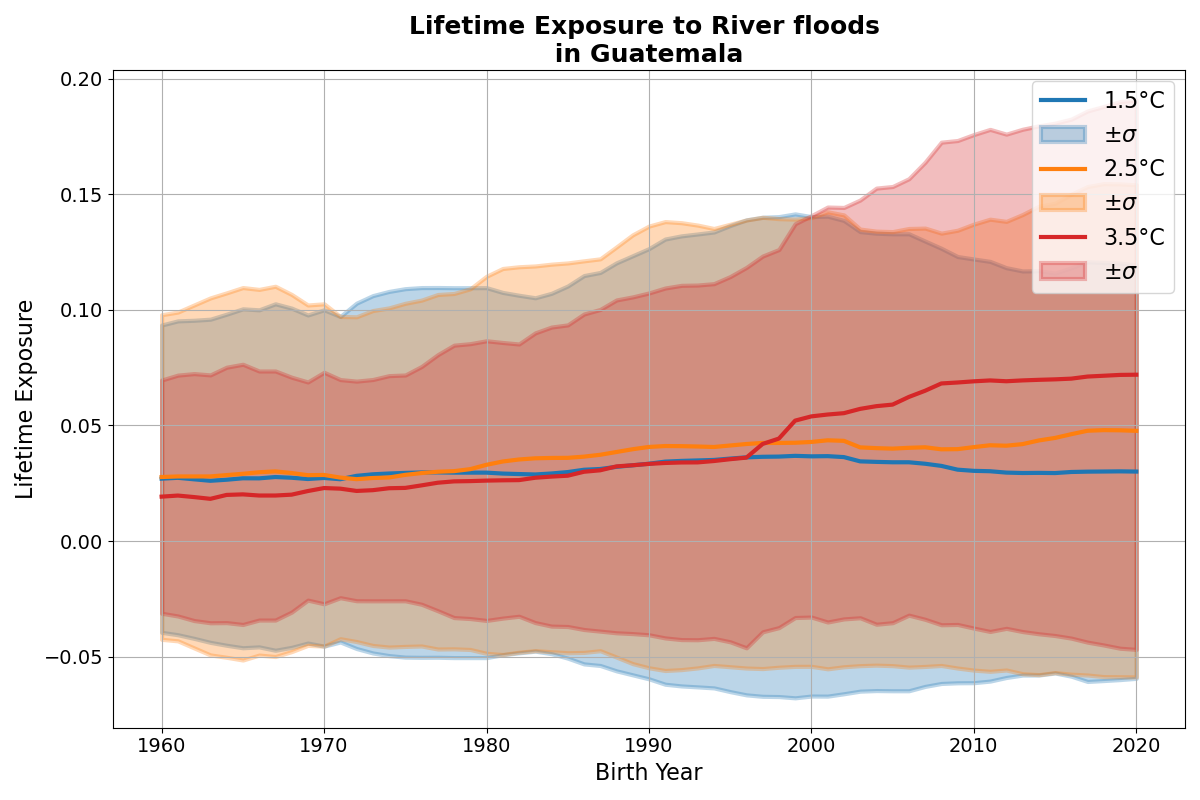 Lifetime Exposure to River floods
in Guatemala
0.20
0.15
0.10
0.05
0.00
−0.05
Lifetime Exposure
1960 1970 1980 1990 2000 2010 2020
Birth Year
1.5°C
±σ
2.5°C
±σ
3.5°C
±σ